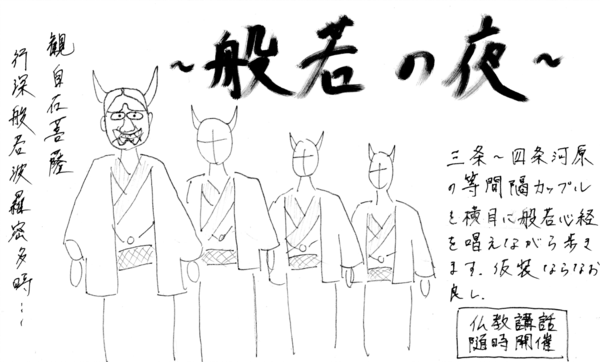 ～般若の夜～
観自在菩薩
行深般若波羅密多時…
三条～四条河原
の等間隔カップル
を横目に般若心経
を唱えながら歩き
ます。仮装ならなお
良し。
仏教講話
随時開催